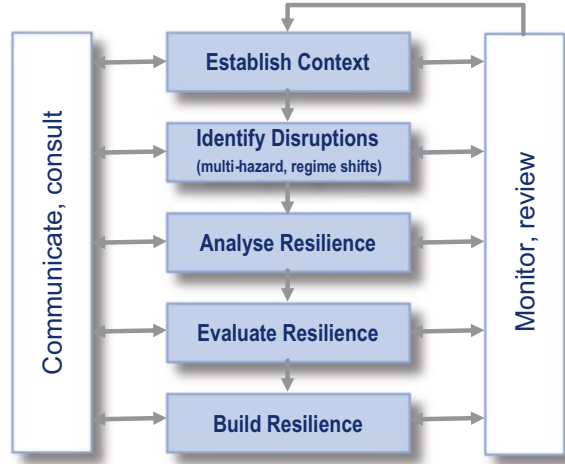 Establish Context
Identify Disruptions
(multi-hazard, regime shifts)
Analyse Resilience
Evaluate Resilience
Build Resilience
Communicate, consult
Monitor, review